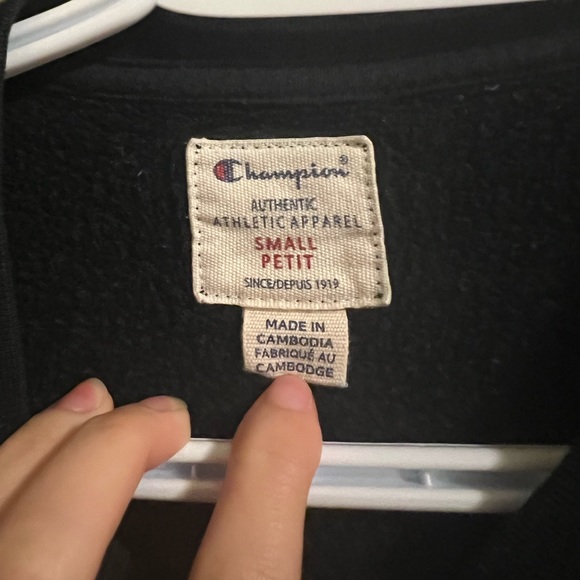 Champion®
AUTHENTIC
ATHLETIC APPAREL
SMALL
PETIT
SINCE/DEPUIS 1919
MADE IN
CAMBODIA
FABRIQUÉ AU
CAMBODGE